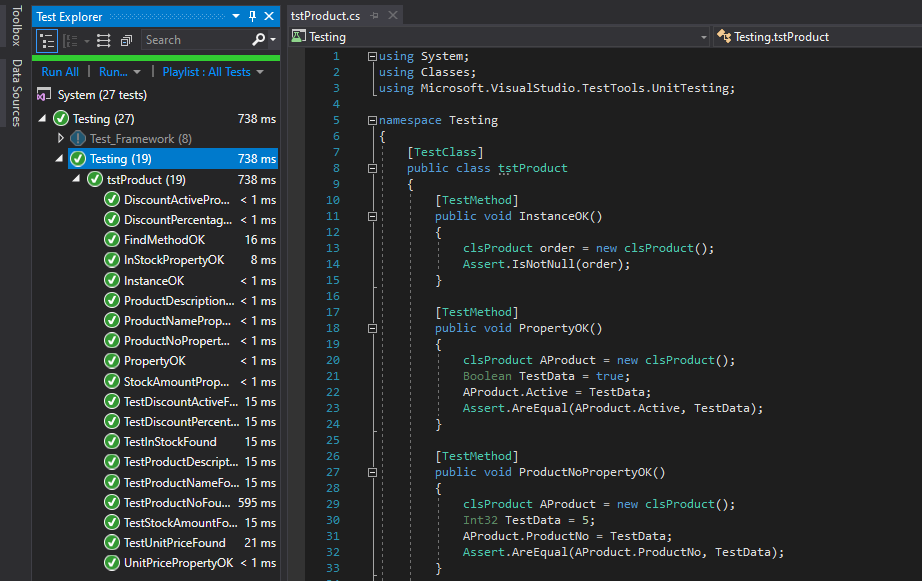 Toolbox
Data Sources
Test Explorer
Search
Run All | Run... | Playlist : All Tests
System (27 tests)
Testing (27) 738 ms
Test_Framework (8)
Testing (19) 738 ms
tstProduct (19) 738 ms
DiscountActivePro... < 1 ms
DiscountPercentag... < 1 ms
FindMethodOK 16 ms
InStockPropertyOK 8 ms
InstanceOK < 1 ms
ProductDescription... < 1 ms
ProductNameProp... < 1 ms
ProductNoPropert... < 1 ms
PropertyOK < 1 ms
StockAmountProp... < 1 ms
TestDiscountActiveF... 15 ms
TestDiscountPercent... 15 ms
TestInStockFound 15 ms
TestProductDescript... 15 ms
TestProductNameFo... 15 ms
TestProductNoFou... 595 ms
TestStockAmountFo... 15 ms
TestUnitPriceFound 21 ms
UnitPricePropertyOK < 1 ms
tstProduct.cs
Testing
Testing.tstProduct
1 using System;
2 using Classes;
3 using Microsoft.VisualStudio.TestTools.UnitTesting;
4
5 namespace Testing
6 {
7 [TestClass]
8 public class tstProduct
9 {
10 [TestMethod]
11 public void InstanceOK()
12 {
13 clsProduct order = new clsProduct();
14 Assert.IsNotNull(order);
15 }
16
17 [TestMethod]
18 public void PropertyOK()
19 {
20 clsProduct AProduct = new clsProduct();
21 Boolean TestData = true;
22 AProduct.Active = TestData;
23 Assert.AreEqual(AProduct.Active, TestData);
24 }
25
26 [TestMethod]
27 public void ProductNoPropertyOK()
28 {
29 clsProduct AProduct = new clsProduct();
30 Int32 TestData = 5;
31 AProduct.ProductNo = TestData;
32 Assert.AreEqual(AProduct.ProductNo, TestData);
33 }